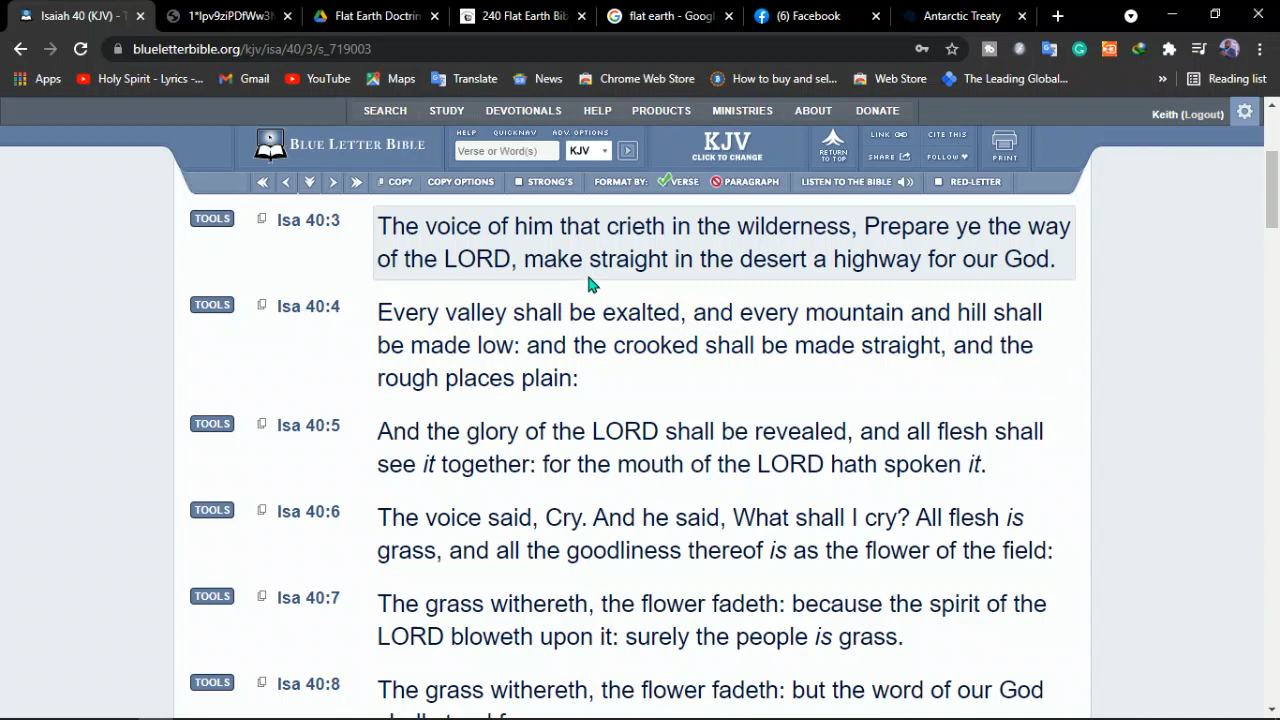 Isaiah 40 (KJV) - T
1*Ipv9ziPDfWw3
Flat Earth Doctrin
240 Flat Earth Bib
flat earth - Goog
(6) Facebook
Antarctic Treaty
blueletterbible.org/kjv/isa/40/3/s_719003
Apps
Holy Spirit - Lyrics -...
Gmail
YouTube
Maps
Translate
News
Chrome Web Store
How to buy and sel...
Web Store
The Leading Global...
»
Reading list
SEARCH STUDY DEVOTIONALS HELP PRODUCTS MINISTRIES ABOUT DONATE
Keith (Logout)
BLUE LETTER BIBLE
HELP QUICKNAV ADV. OPTIONS
Verse or Word(s) KJV
KJV
CLICK TO CHANGE
RETURN
TO TOP
LINK CITE THIS
SHARE FOLLOW
PRINT
COPY COPY OPTIONS STRONG'S FORMAT BY: VERSE PARAGRAPH LISTEN TO THE BIBLE RED-LETTER
TOOLS Isa 40:3 The voice of him that crieth in the wilderness, Prepare ye the way
of the LORD, make straight in the desert a highway for our God.
TOOLS Isa 40:4 Every valley shall be exalted, and every mountain and hill shall
be made low: and the crooked shall be made straight, and the
rough places plain:
TOOLS Isa 40:5 And the glory of the LORD shall be revealed, and all flesh shall
see it together: for the mouth of the LORD hath spoken it.
TOOLS Isa 40:6 The voice said, Cry. And he said, What shall I cry? All flesh is
grass, and all the goodliness thereof is as the flower of the field:
TOOLS Isa 40:7 The grass withereth, the flower fadeth: because the spirit of the
LORD bloweth upon it: surely the people is grass.
TOOLS Isa 40:8 The grass withereth, the flower fadeth: but the word of our God